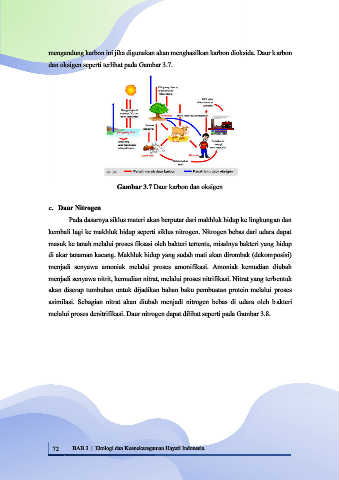 mengandung karbon ini jika digunakan akan menghasilkan karbon dioksida. Daur karbon
dan oksigen seperti terlihat pada Gambar 3.7.
Gambar 3.7 Daur karbon dan oksigen
c. Daur Nitrogen
Pada dasarnya siklus materi akan berputar dari makhluk hidup ke lingkungan dan
kembali lagi ke makhluk hidup seperti siklus nitrogen. Nitrogen bebas dari udara dapat
masuk ke tanah melalui proses fiksasi oleh bakteri tertentu, misalnya bakteri yang hidup
di akar tanaman kacang. Makhluk hidup yang sudah mati akan dirombak (dekomposisi)
menjadi senyawa amoniak melalui proses amonifikasi. Amoniak kemudian diubah
menjadi senyawa nitrit, kemudian nitrat, melalui proses nitrifikasi. Nitrat yang terbentuk
akan diserap tumbuhan untuk dijadikan bahan baku pembuatan protein melalui proses
asimilasi. Sebagian nitrat akan diubah menjadi nitrogen bebas di udara oleh bakteri
melalui proses denitrifikasi. Daur nitrogen dapat dilihat seperti pada Gambar 3.8.
72 BAB 3 | Ekologi dan Keanekaragaman Hayati Indonesia